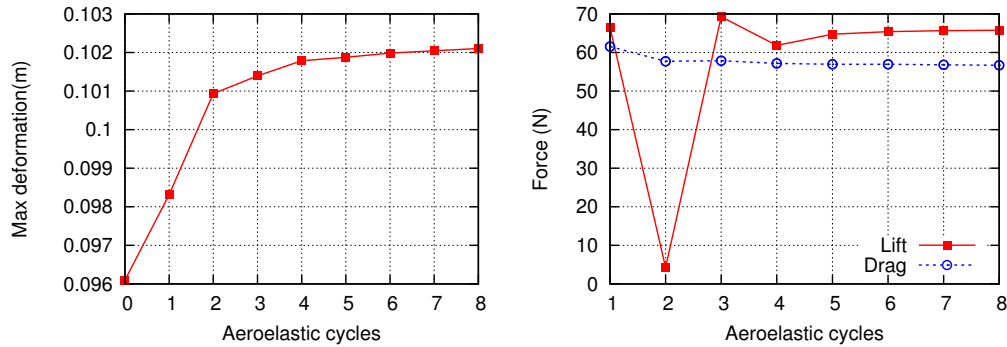 0.103
0.102
0.101
0.1
0.099
0.098
0.097
0.096
Max deformation(m)
0 1 2 3 4 5 6 7 8
Aeroelastic cycles
70
60
50
40
30
20
10
0
Force (N)
Lift
Drag
1 2 3 4 5 6 7 8
Aeroelastic cycles